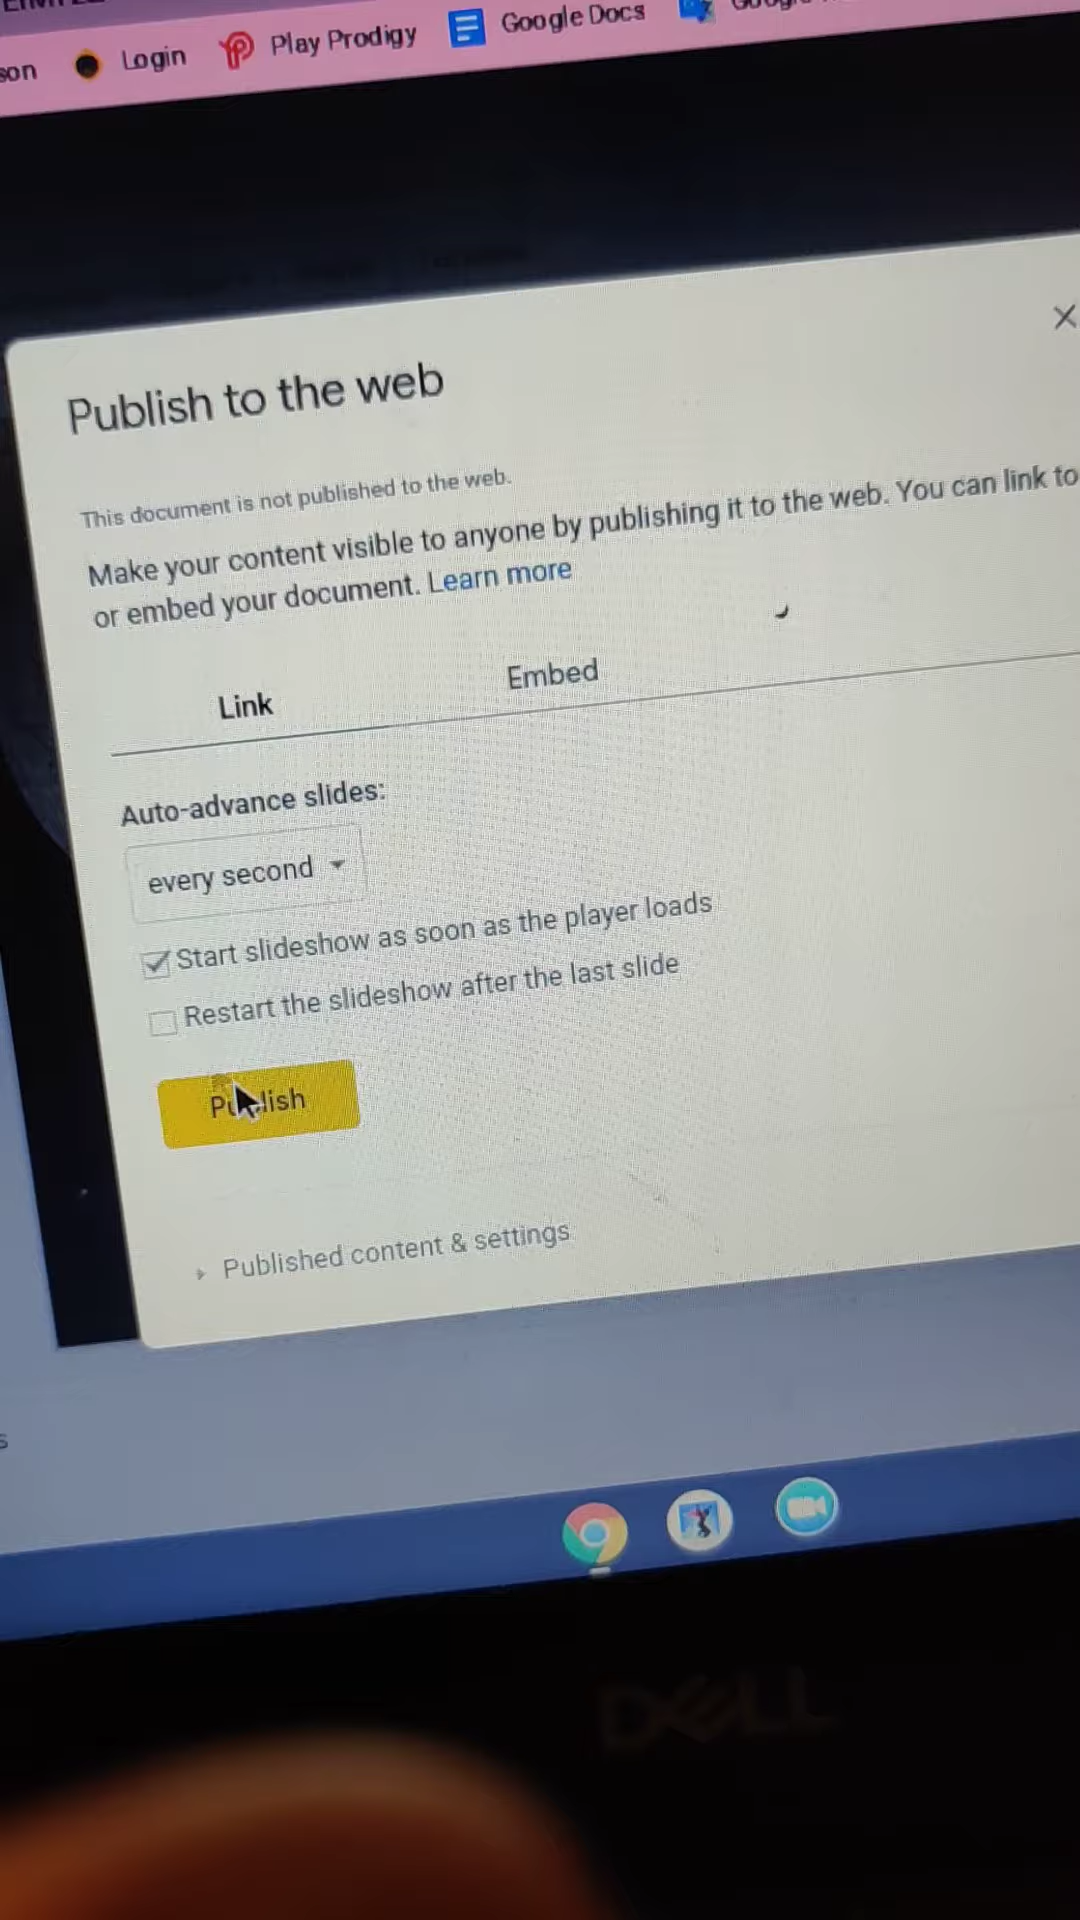 son Login Play Prodigy Google Docs
Publish to the web
This document is not published to the web.
Make your content visible to anyone by publishing it to the web. You can link to
or embed your document. Learn more
Link Embed
Auto-advance slides:
every second
Start slideshow as soon as the player loads
Restart the slideshow after the last slide
Publish
Published content & settings
s
DELL